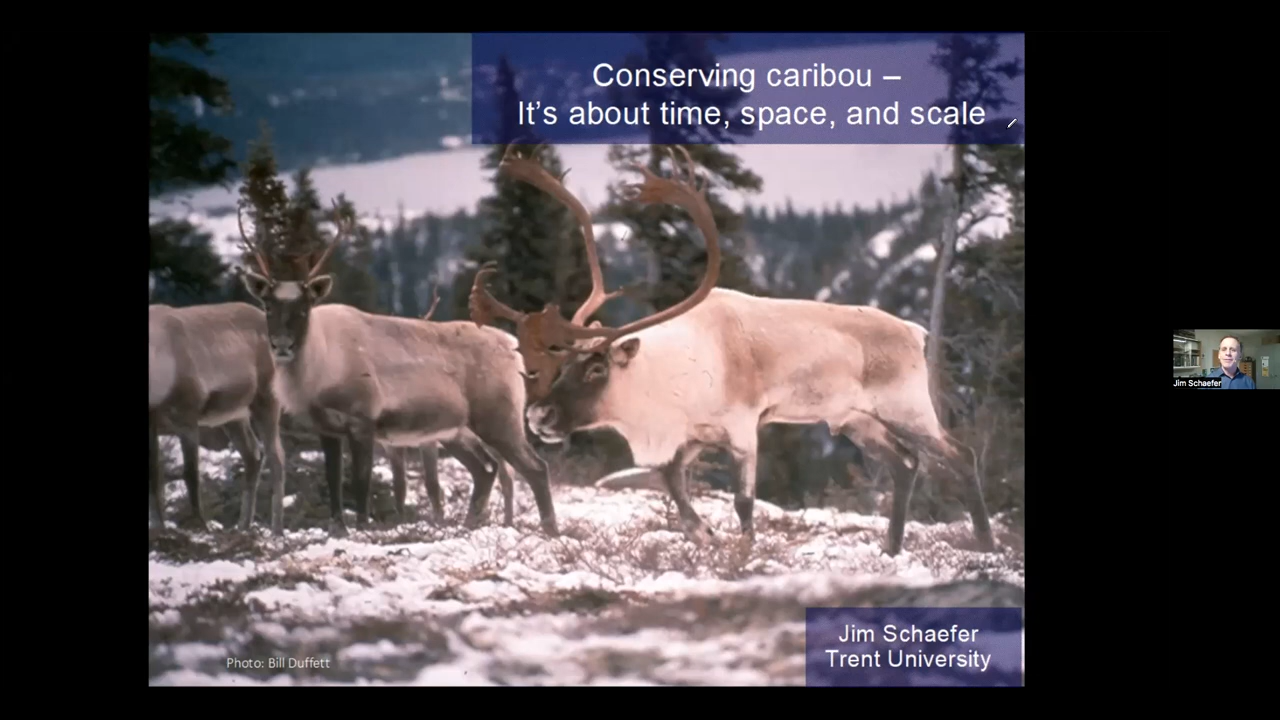 Conserving caribou –
It's about time, space, and scale
Jim Schaefer
Jim Schaefer
Trent University
Photo: Bill Duffett